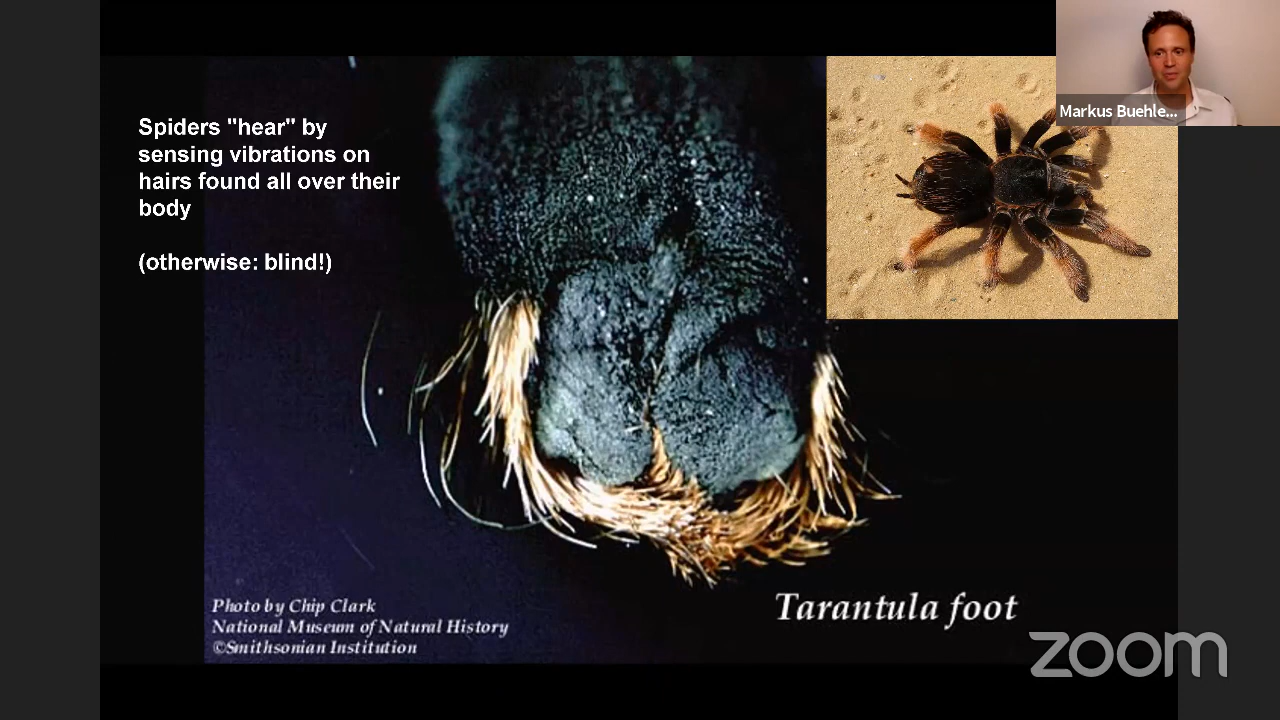 Markus Buehle...
Spiders "hear" by
sensing vibrations on
hairs found all over their
body
(otherwise: blind!)
Photo by Chip Clark
National Museum of Natural History
©Smithsonian Institution
Tarantula foot
zoom